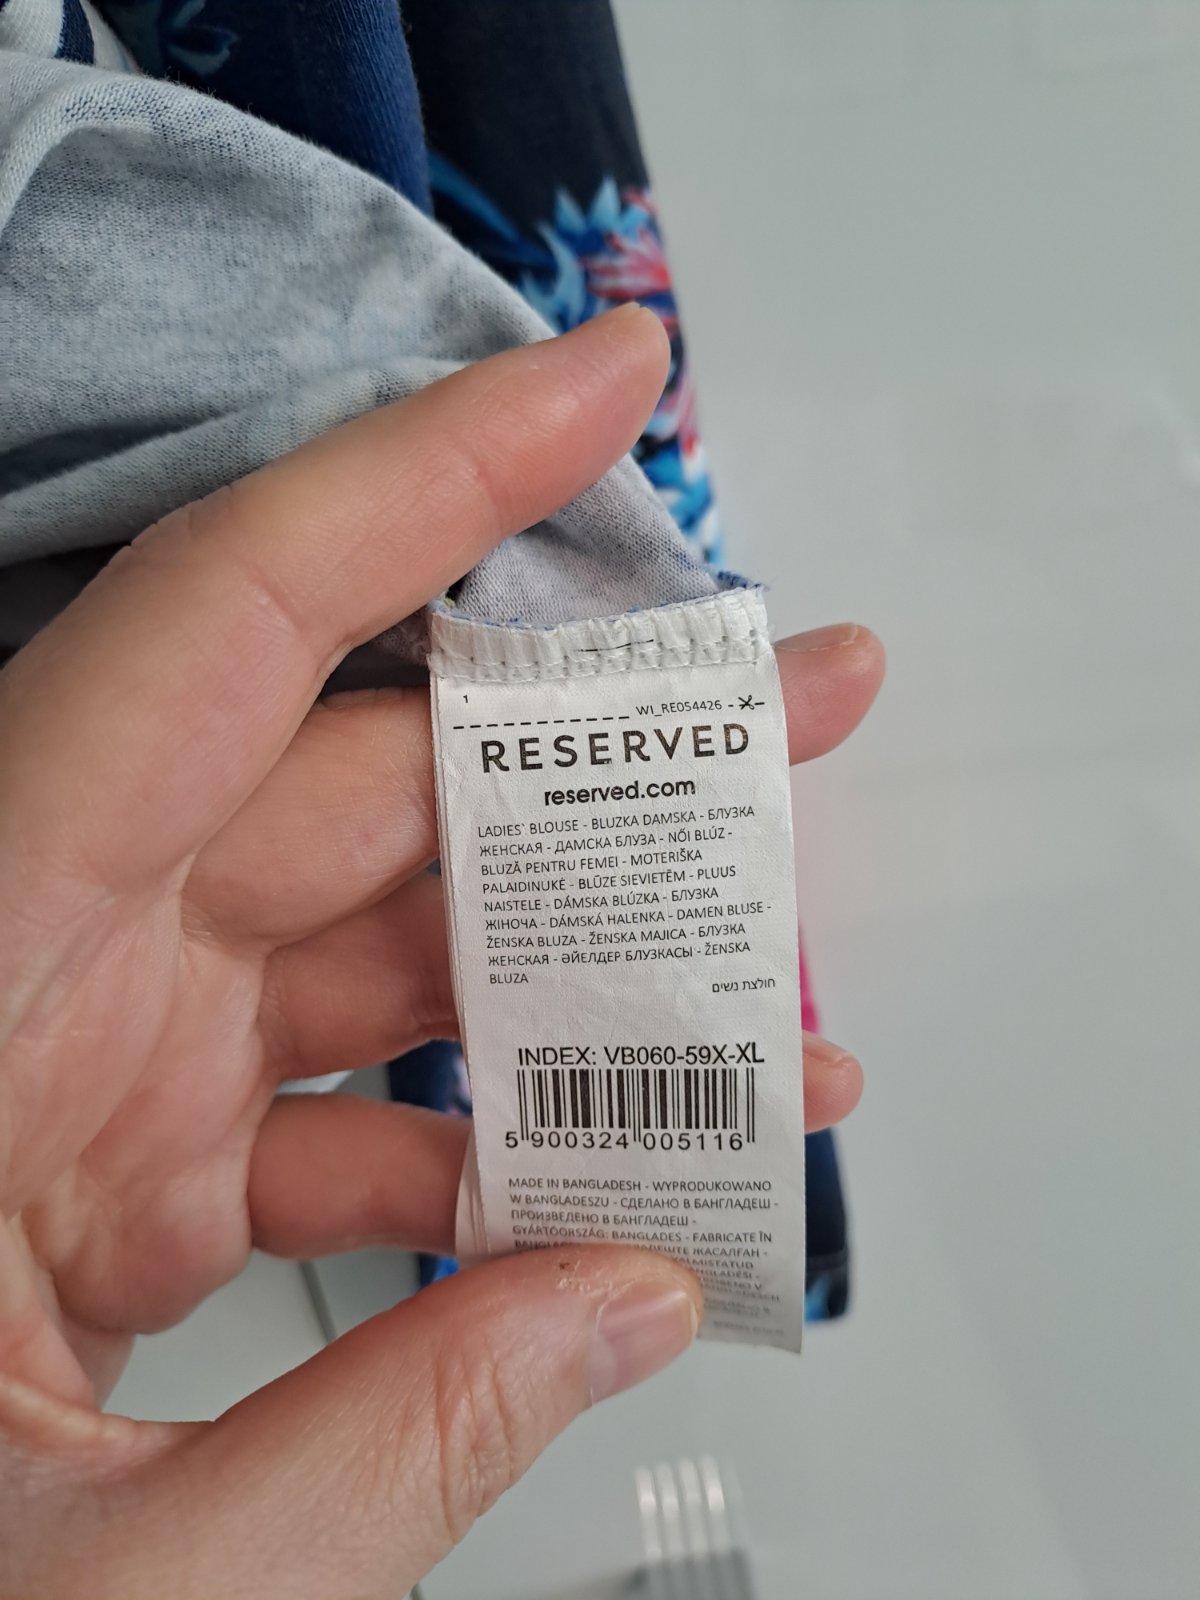 1
WI_RE054426
RESERVED
reserved.com
LADIES` BLOUSE - BLUZKA DAMSKA - БЛУЗКА
ЖЕНСКАЯ - ДАМСКА БЛУЗА - NŐI BLÚZ -
BLUZĂ PENTRU FEMEI - MOTERIŠKA
PALAIDINUKĖ - BLŪZE SIEVIETĒM - PLUUS
NAISTELE - DÁMSKA BLÚZKA - БЛУЗКА
ЖІНОЧА - DÁMSKÁ HALENKA - DAMEN BLUSE -
ŽENSKA BLUZA - ŽENSKA MAJICA - БЛУЗКА
ЖЕНСКАЯ - ӘЙЕЛДЕР БЛУЗКАСЫ - ŽENSKA
BLUZA
חולצת נשים
INDEX: VB060-59X-XL
5 900324 005116
MADE IN BANGLADESH - WYPRODUKOWANO
W BANGLADESZU - СДЕЛАНО В БАНГЛАДЕШ -
ПРОИЗВЕДЕНО В БАНГЛАДЕШ -
GYÁRTÓORSZÁG: BANGLADES - FABRICATE ÎN
ЖАСАЛҒАН -